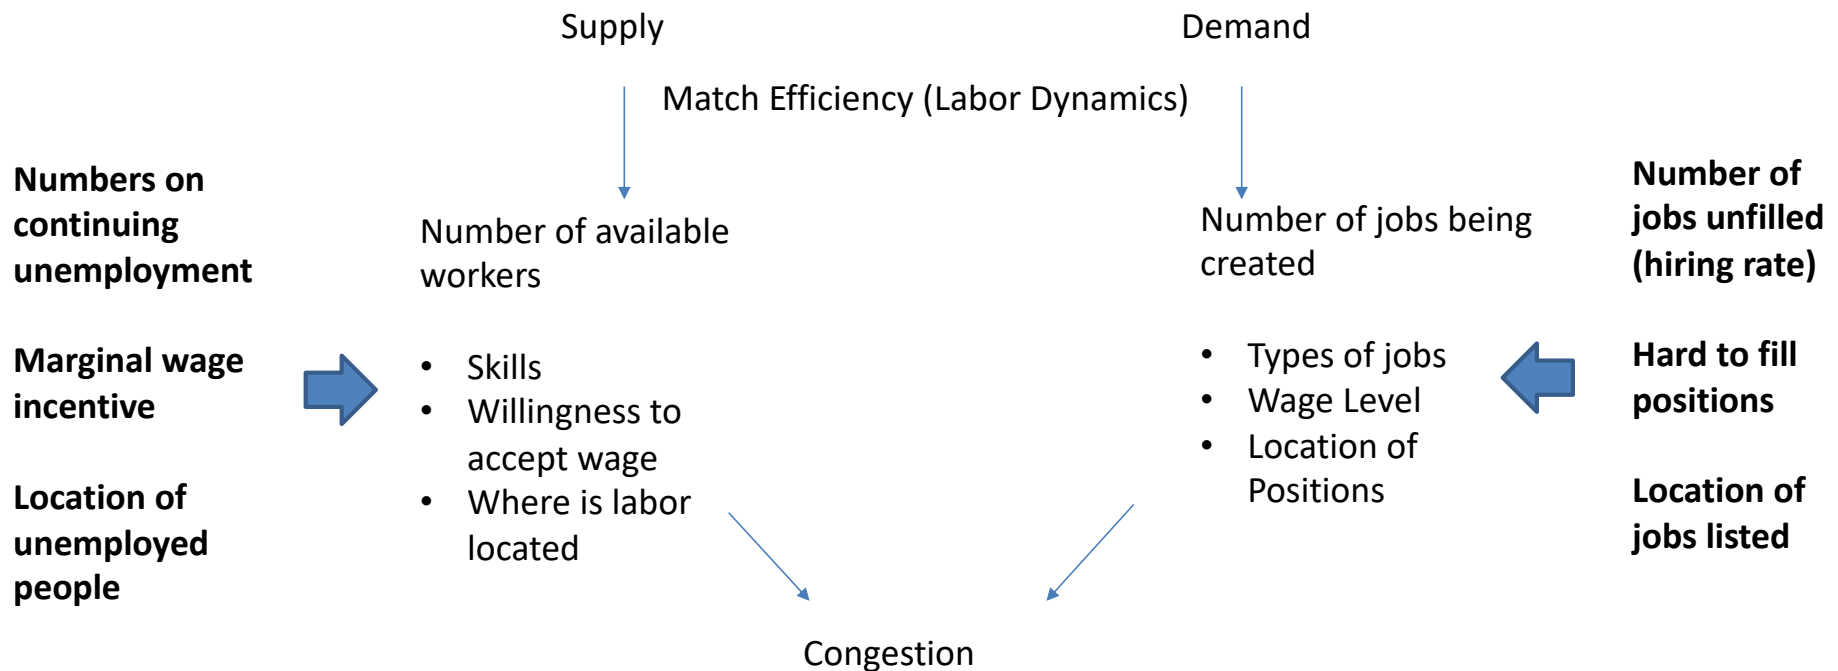 Supply
Demand
Match Efficiency (Labor Dynamics)
Numbers on
continuing
unemployment
Marginal wage
incentive
Location of
unemployed
people
Number of available
workers
• Skills
• Willingness to
accept wage
• Where is labor
located
Number of jobs being
created
• Types of jobs
• Wage Level
• Location of
Positions
Number of
jobs unfilled
(hiring rate)
Hard to fill
positions
Location of
jobs listed
Congestion